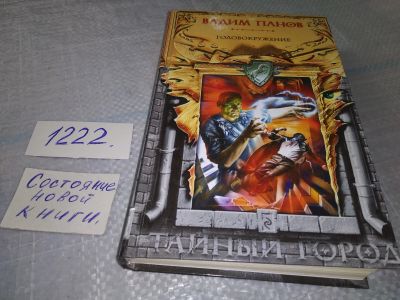 ВАДИМ ПАНОВ
ГОЛОВОКРУЖЕНИЕ
1222.
Состояние
новой
книги.
ТАЙНЫЙ ГОРОД